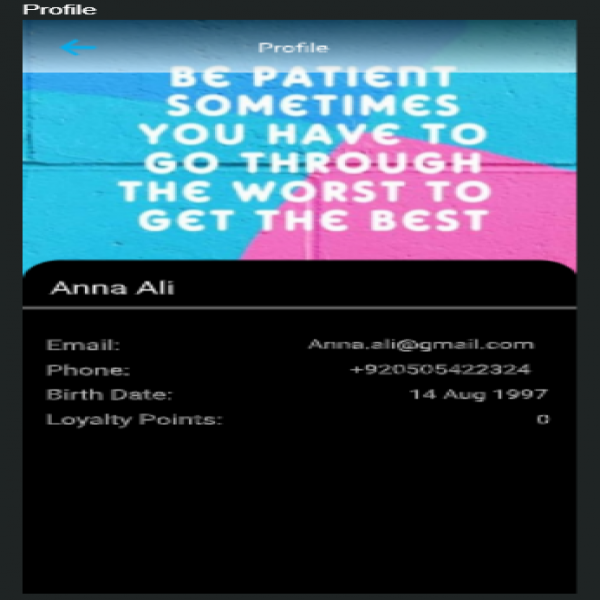 Profile
Profile
BE PATIENT
SOMETIMES
YOU HAVE TO
GO THROUGH
THE WORST TO
GET THE BEST
Anna Ali
Email: Anna.ali@gmail.com
Phone: +920505422324
Birth Date: 14 Aug 1997
Loyalty Points: 0